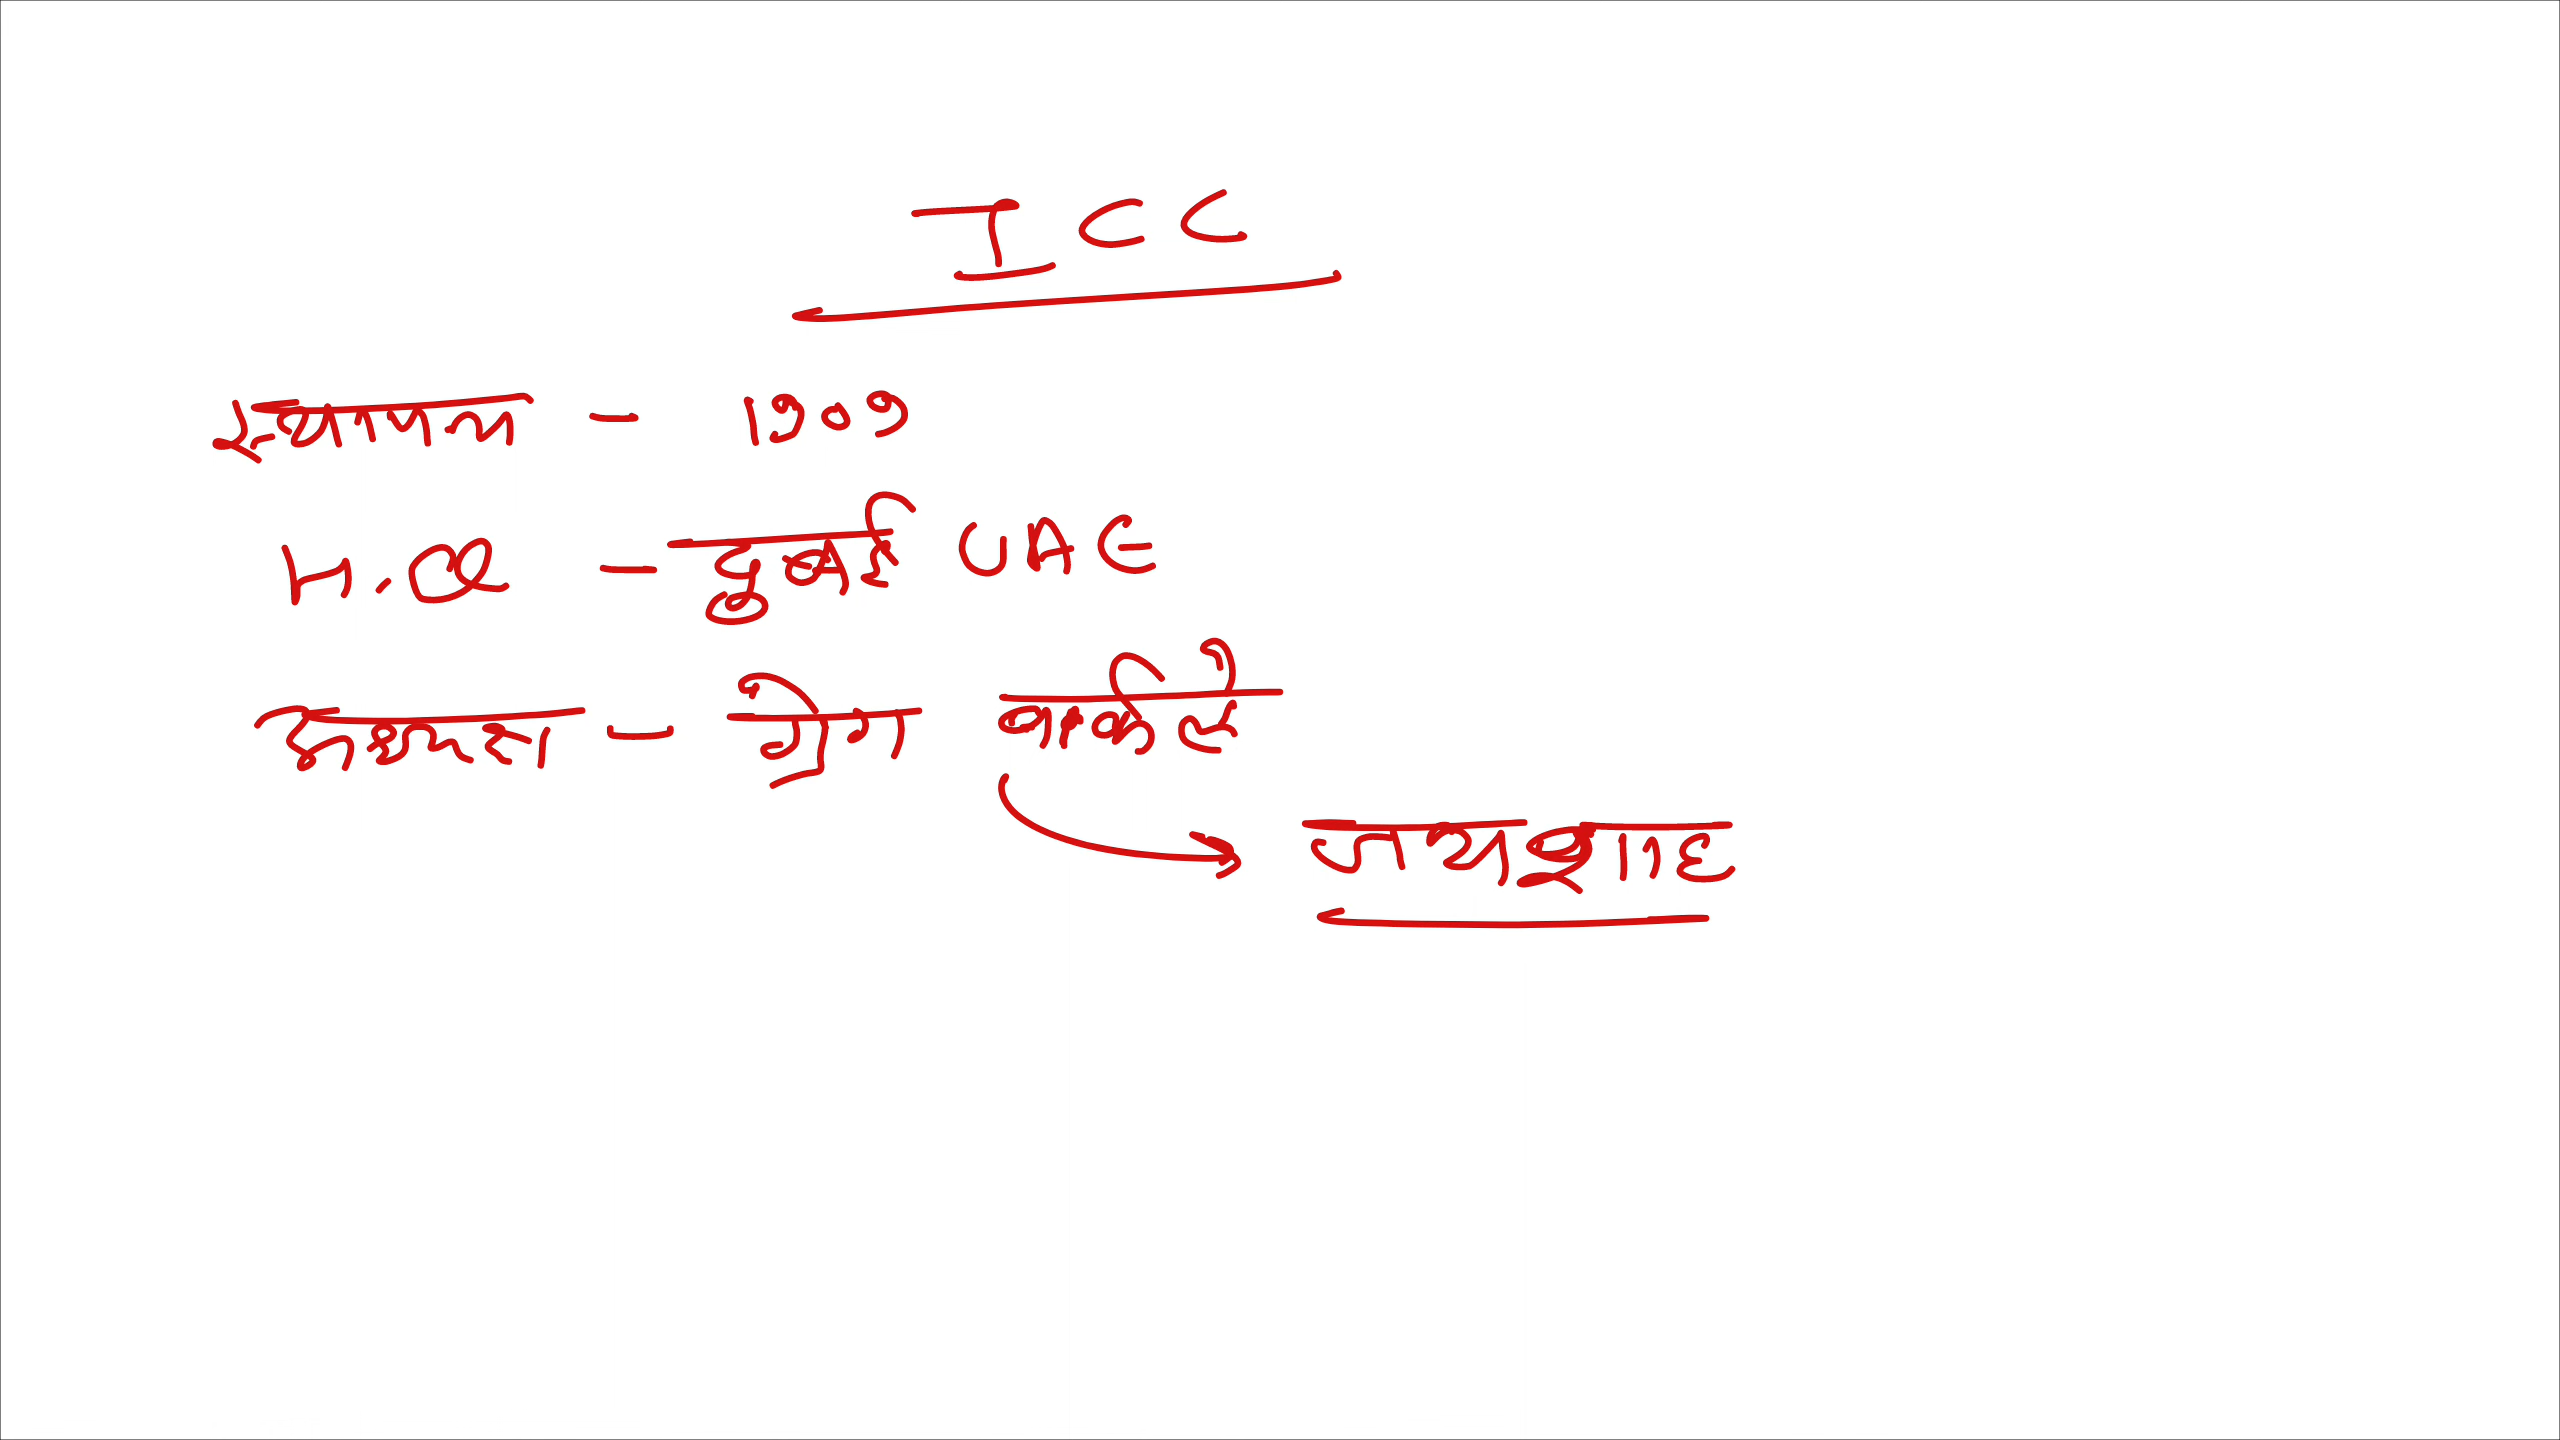 ICC
स्थापना - 1909
H.Q - दुबई UAE
अध्यक्ष - ग्रेग बार्कले
जयशाह